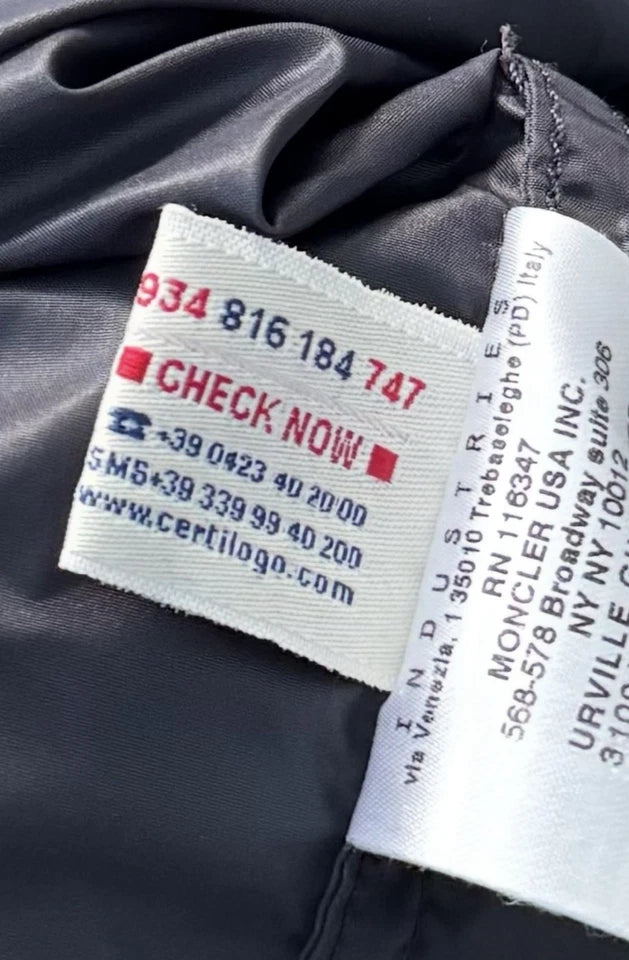 934 816 184 747
CHECK NOW
+39 0423 40 20 00
SMS+39 339 99 40 200
www.certilogo.com
INDUSTRIES
via Venezia, 1 35010 Trebaseleghe (PD) Italy
RN 116347
MONCLER USA INC.
568-578 Broadway suite 306
NY NY 10012
URVILLE